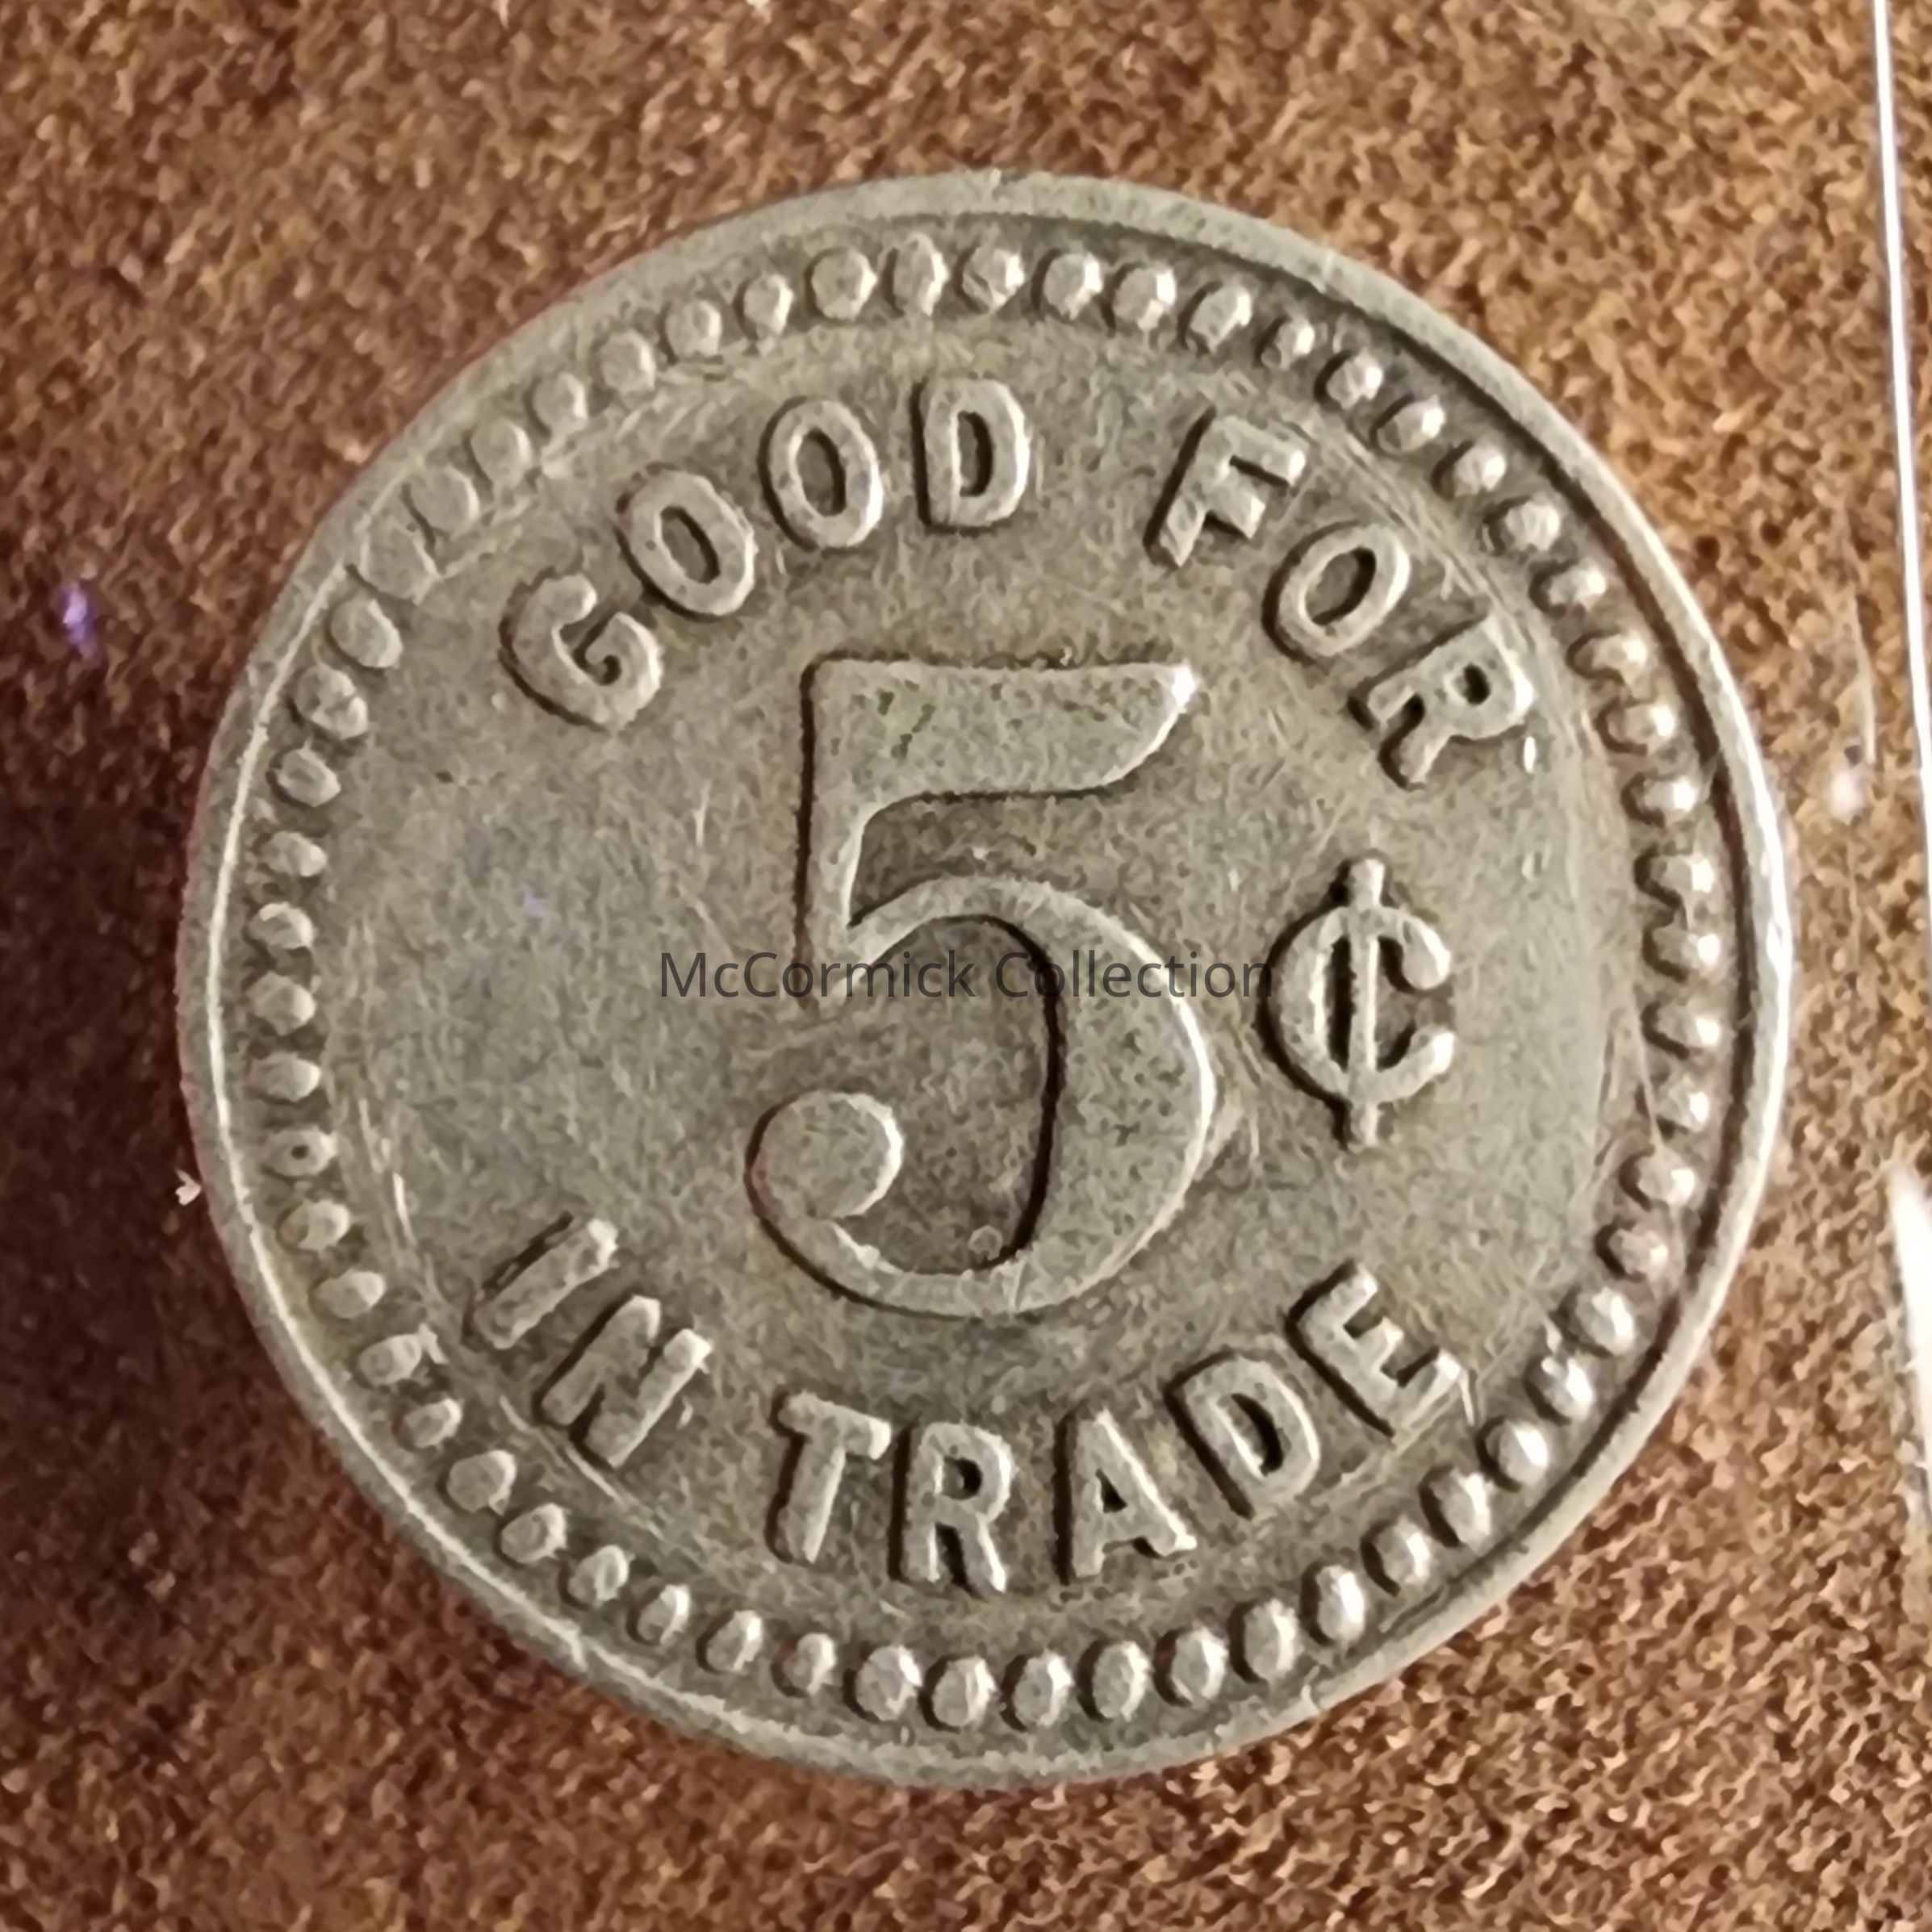 GOOD FOR
5 ¢
McCormick Collection
IN TRADE